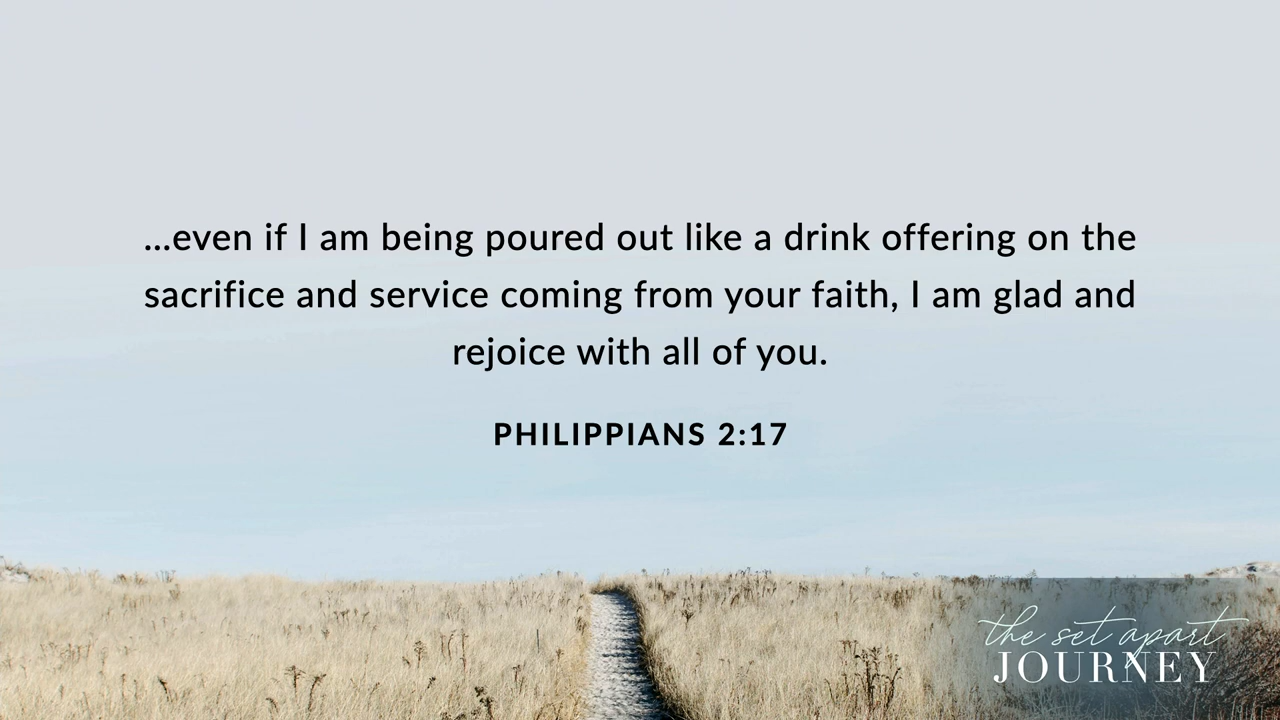 ...even if I am being poured out like a drink offering on the
sacrifice and service coming from your faith, I am glad and
rejoice with all of you.
PHILIPPIANS 2:17
the set apart
JOURNEY